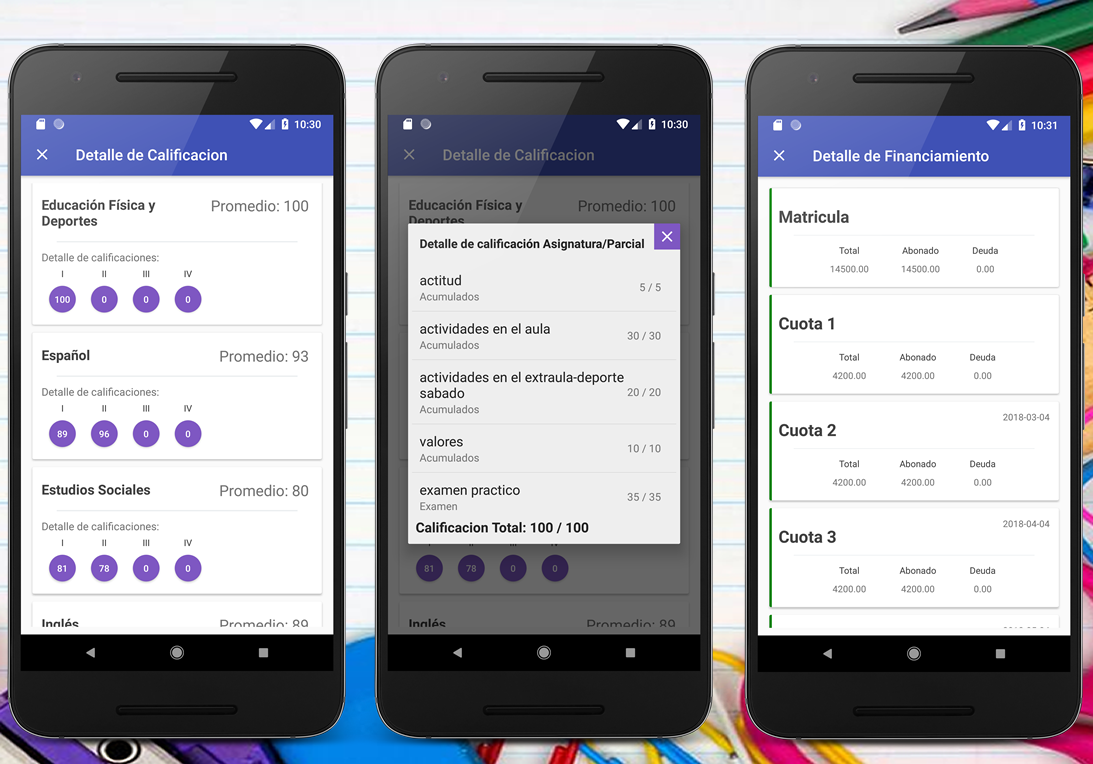 10:30
Detalle de Calificacion
Educación Física y
Deportes
Promedio: 100
Detalle de calificaciones:
I II III IV
100 0 0 0
Español
Promedio: 93
Detalle de calificaciones:
I II III IV
89 96 0 0
Estudios Sociales
Promedio: 80
Detalle de calificaciones:
I II III IV
81 78 0 0
Inglés
Promedio: 89
10:30
Detalle de Calificacion
Educación Física y
Deportes
Promedio: 100
Detalle de calificación Asignatura/Parcial
actitud
Acumulados
5 / 5
actividades en el aula
Acumulados
30 / 30
actividades en el extraula-deporte
sabado
Acumulados
20 / 20
valores
Acumulados
10 / 10
examen practico
Examen
35 / 35
Calificacion Total: 100 / 100
I II III IV
81 78 0 0
Inglés
Promedio: 89
10:31
Detalle de Financiamiento
Matricula
Total Abonado Deuda
14500.00 14500.00 0.00
Cuota 1
Total Abonado Deuda
4200.00 4200.00 0.00
2018-03-04
Cuota 2
Total Abonado Deuda
4200.00 4200.00 0.00
2018-04-04
Cuota 3
Total Abonado Deuda
4200.00 4200.00 0.00